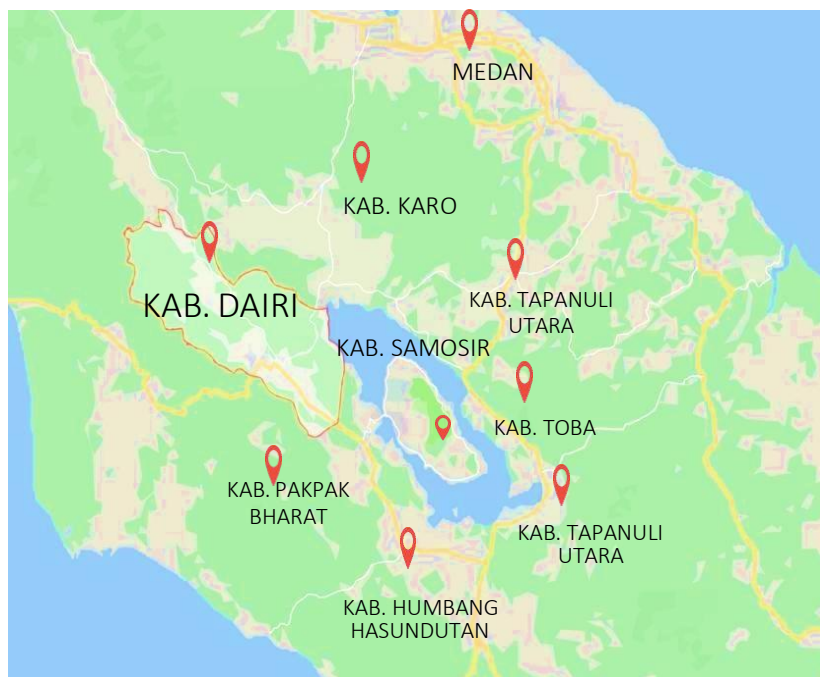 MEDAN
KAB. KARO
KAB. DAIRI
KAB. TAPANULI
UTARA
KAB. SAMOSIR
KAB. TOBA
KAB. PAKPAK
BHARAT
KAB. TAPANULI
UTARA
KAB. HUMBANG
HASUNDUTAN